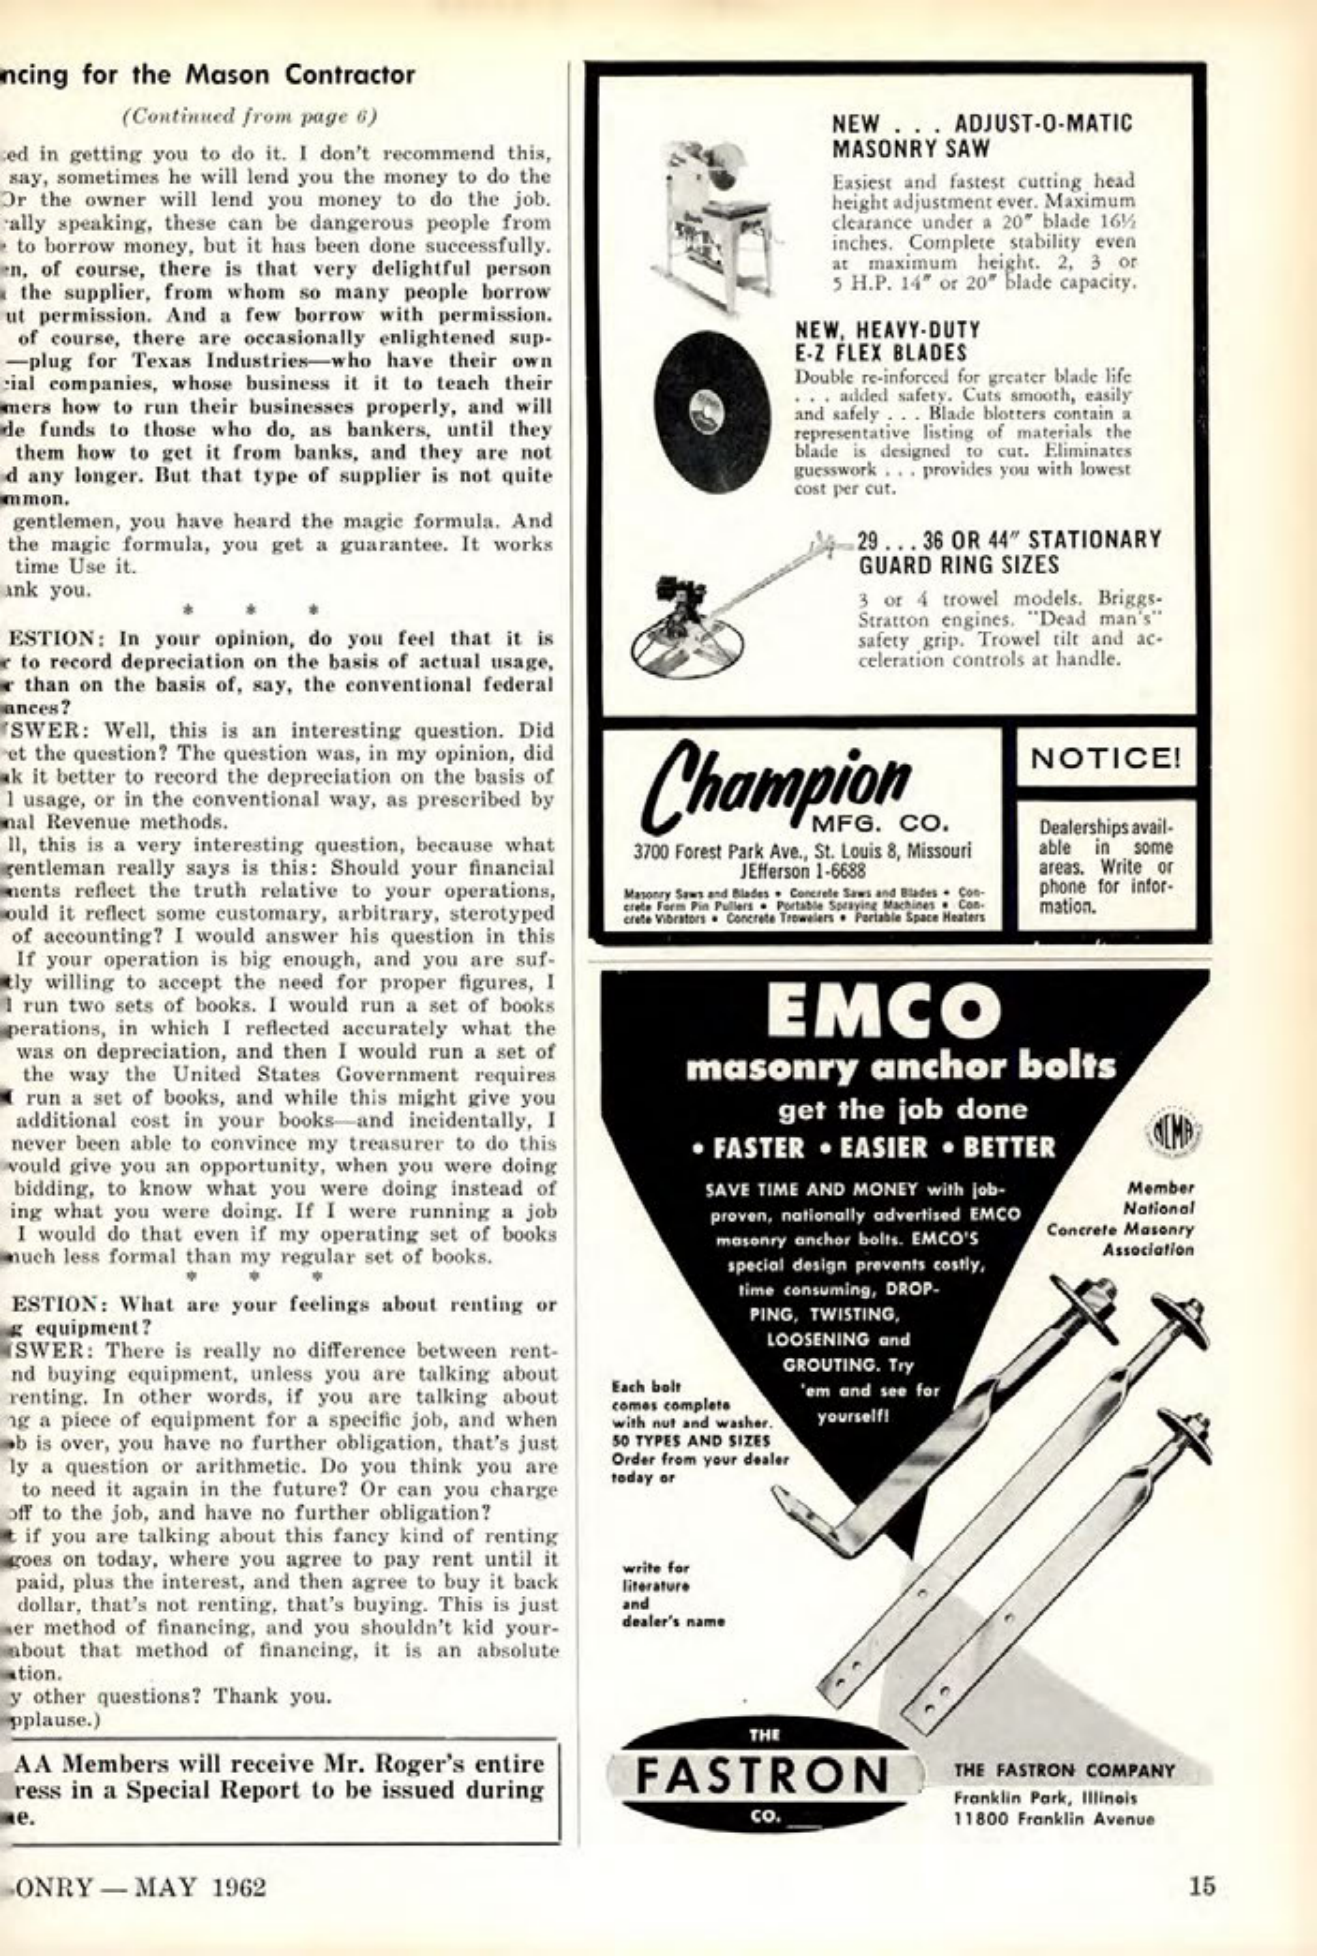 ncing for the Mason Contractor
(Continued from page 6)
ed in getting you to do it. I don't recommend this,
say, sometimes he will lend you the money to do the
Or the owner will lend you money to do the job.
ally speaking, these can be dangerous people from
to borrow money, but it has been done successfully.
en, of course, there is that very delightful person
the supplier, from whom so many people borrow
ut permission. And a few borrow with permission.
of course, there are occasionally enlightened sup-
—plug for Texas Industries—who have their own
cial companies, whose business it it to teach their
mers how to run their businesses properly, and will
de funds to those who do, as bankers, until they
them how to get it from banks, and they are not
d any longer. But that type of supplier is not quite
mmon.
gentlemen, you have heard the magic formula. And
the magic formula, you get a guarantee. It works
time Use it.
ank you.
* * *
ESTION: In your opinion, do you feel that it is
r to record depreciation on the basis of actual usage,
r than on the basis of, say, the conventional federal
ances?
SWER: Well, this is an interesting question. Did
et the question? The question was, in my opinion, did
k it better to record the depreciation on the basis of
l usage, or in the conventional way, as prescribed by
nal Revenue methods.
ll, this is a very interesting question, because what
gentleman really says is this: Should your financial
ments reflect the truth relative to your operations,
ould it reflect some customary, arbitrary, sterotyped
of accounting? I would answer his question in this
If your operation is big enough, and you are suf-
tly willing to accept the need for proper figures, I
l run two sets of books. I would run a set of books
perations, in which I reflected accurately what the
was on depreciation, and then I would run a set of
the way the United States Government requires
run a set of books, and while this might give you
additional cost in your books—and incidentally, I
never been able to convince my treasurer to do this
would give you an opportunity, when you were doing
bidding, to know what you were doing instead of
ing what you were doing. If I were running a job
I would do that even if my operating set of books
much less formal than my regular set of books.
* * *
ESTION: What are your feelings about renting or
g equipment?
SWER: There is really no difference between rent-
nd buying equipment, unless you are talking about
renting. In other words, if you are talking about
ng a piece of equipment for a specific job, and when
ob is over, you have no further obligation, that's just
ly a question or arithmetic. Do you think you are
to need it again in the future? Or can you charge
off to the job, and have no further obligation?
t if you are talking about this fancy kind of renting
goes on today, where you agree to pay rent until it
paid, plus the interest, and then agree to buy it back
dollar, that's not renting, that's buying. This is just
er method of financing, and you shouldn't kid your-
about that method of financing, it is an absolute
ation.
y other questions? Thank you.
pplause.)
AA Members will receive Mr. Roger's entire
ress in a Special Report to be issued during
e.
NEW . . . ADJUST-O-MATIC
MASONRY SAW
Easiest and fastest cutting head
height adjustment ever. Maximum
clearance under a 20" blade 16½
inches. Complete stability even
at maximum height. 2, 3 or
5 H.P. 14" or 20" blade capacity.
NEW, HEAVY-DUTY
E-Z FLEX BLADES
Double re-inforced for greater blade life
. . . added safety. Cuts smooth, easily
and safely . . . Blade blotters contain a
representative listing of materials the
blade is designed to cut. Eliminates
guesswork . . . provides you with lowest
cost per cut.
29 . . . 36 OR 44" STATIONARY
GUARD RING SIZES
3 or 4 trowel models. Briggs-
Stratton engines. "Dead man's"
safety grip. Trowel tilt and ac-
celeration controls at handle.
Champion
MFG. CO.
3700 Forest Park Ave., St. Louis 8, Missouri
JEfferson 1-6688
Masonry Saws and Blades • Concrete Saws and Blades • Con-
crete Form Pin Pullers • Portable Spraying Machines • Con-
crete Vibrators • Concrete Trowelers • Portable Space Heaters
NOTICE!
Dealerships avail-
able in some
areas. Write or
phone for infor-
mation.
EMCO
masonry anchor bolts
get the job done
• FASTER • EASIER • BETTER
SAVE TIME AND MONEY with job-
proven, nationally advertised EMCO
masonry anchor bolts. EMCO'S
special design prevents costly,
time consuming, DROP-
PING, TWISTING,
LOOSENING and
GROUTING. Try
'em and see for
yourself!
NCMA
Member
National
Concrete Masonry
Association
Each bolt
comes complete
with nut and washer.
50 TYPES AND SIZES
Order from your dealer
today or
write for
literature
and
dealer's name
THE
FASTRON
CO.
THE FASTRON COMPANY
Franklin Park, Illinois
11800 Franklin Avenue
ONRY — MAY 1962
15